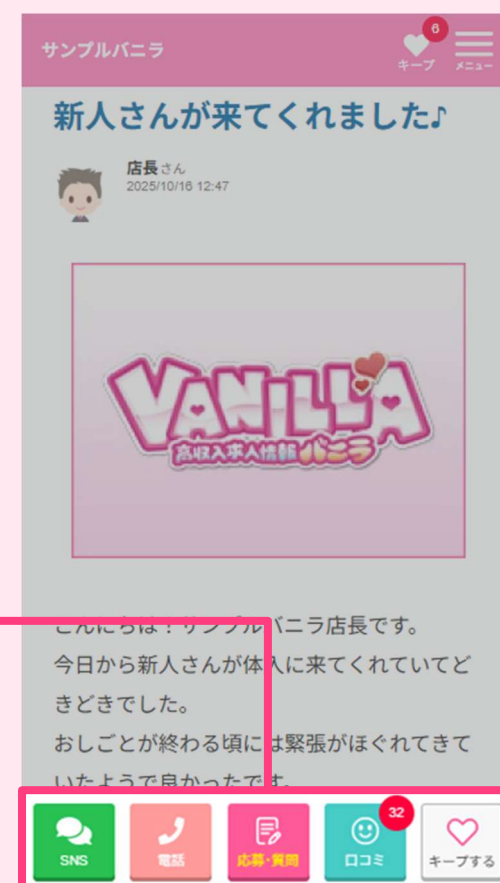 サンプルバニラ
6
キープ
メニュー
新人さんが来てくれました♪
店長さん
2025/10/16 12:47
VANILLA
高収入求人情報 バニラ
こんにちは！サンプルバニラ店長です。
今日から新人さんが体入に来てくれていてど
きどきでした。
おしごとが終わる頃には緊張がほぐれてきて
いたようで良かったです。
32
SNS
電話
応募・質問
口コミ
キープする